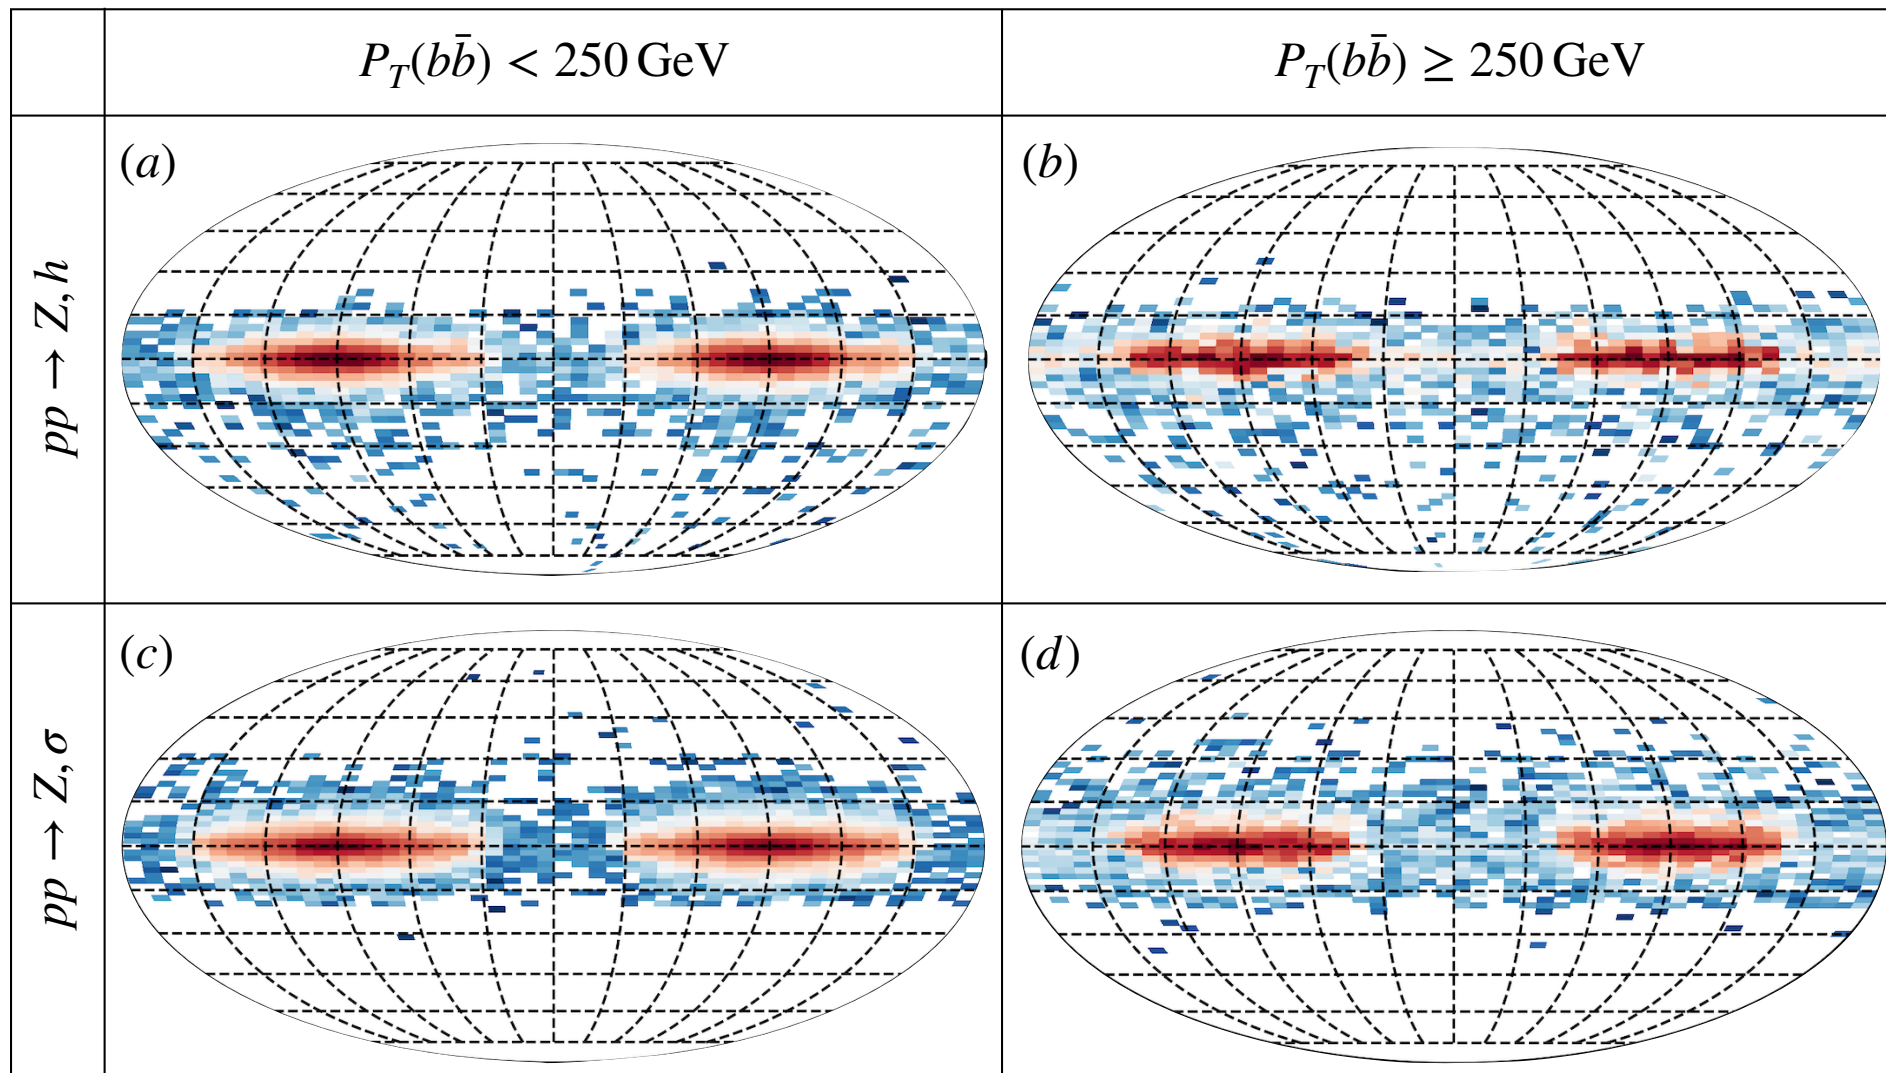 P_T(bb̄) < 250 GeV
P_T(bb̄) ≥ 250 GeV
pp → Z, h
(a)
(b)
pp → Z, σ
(c)
(d)